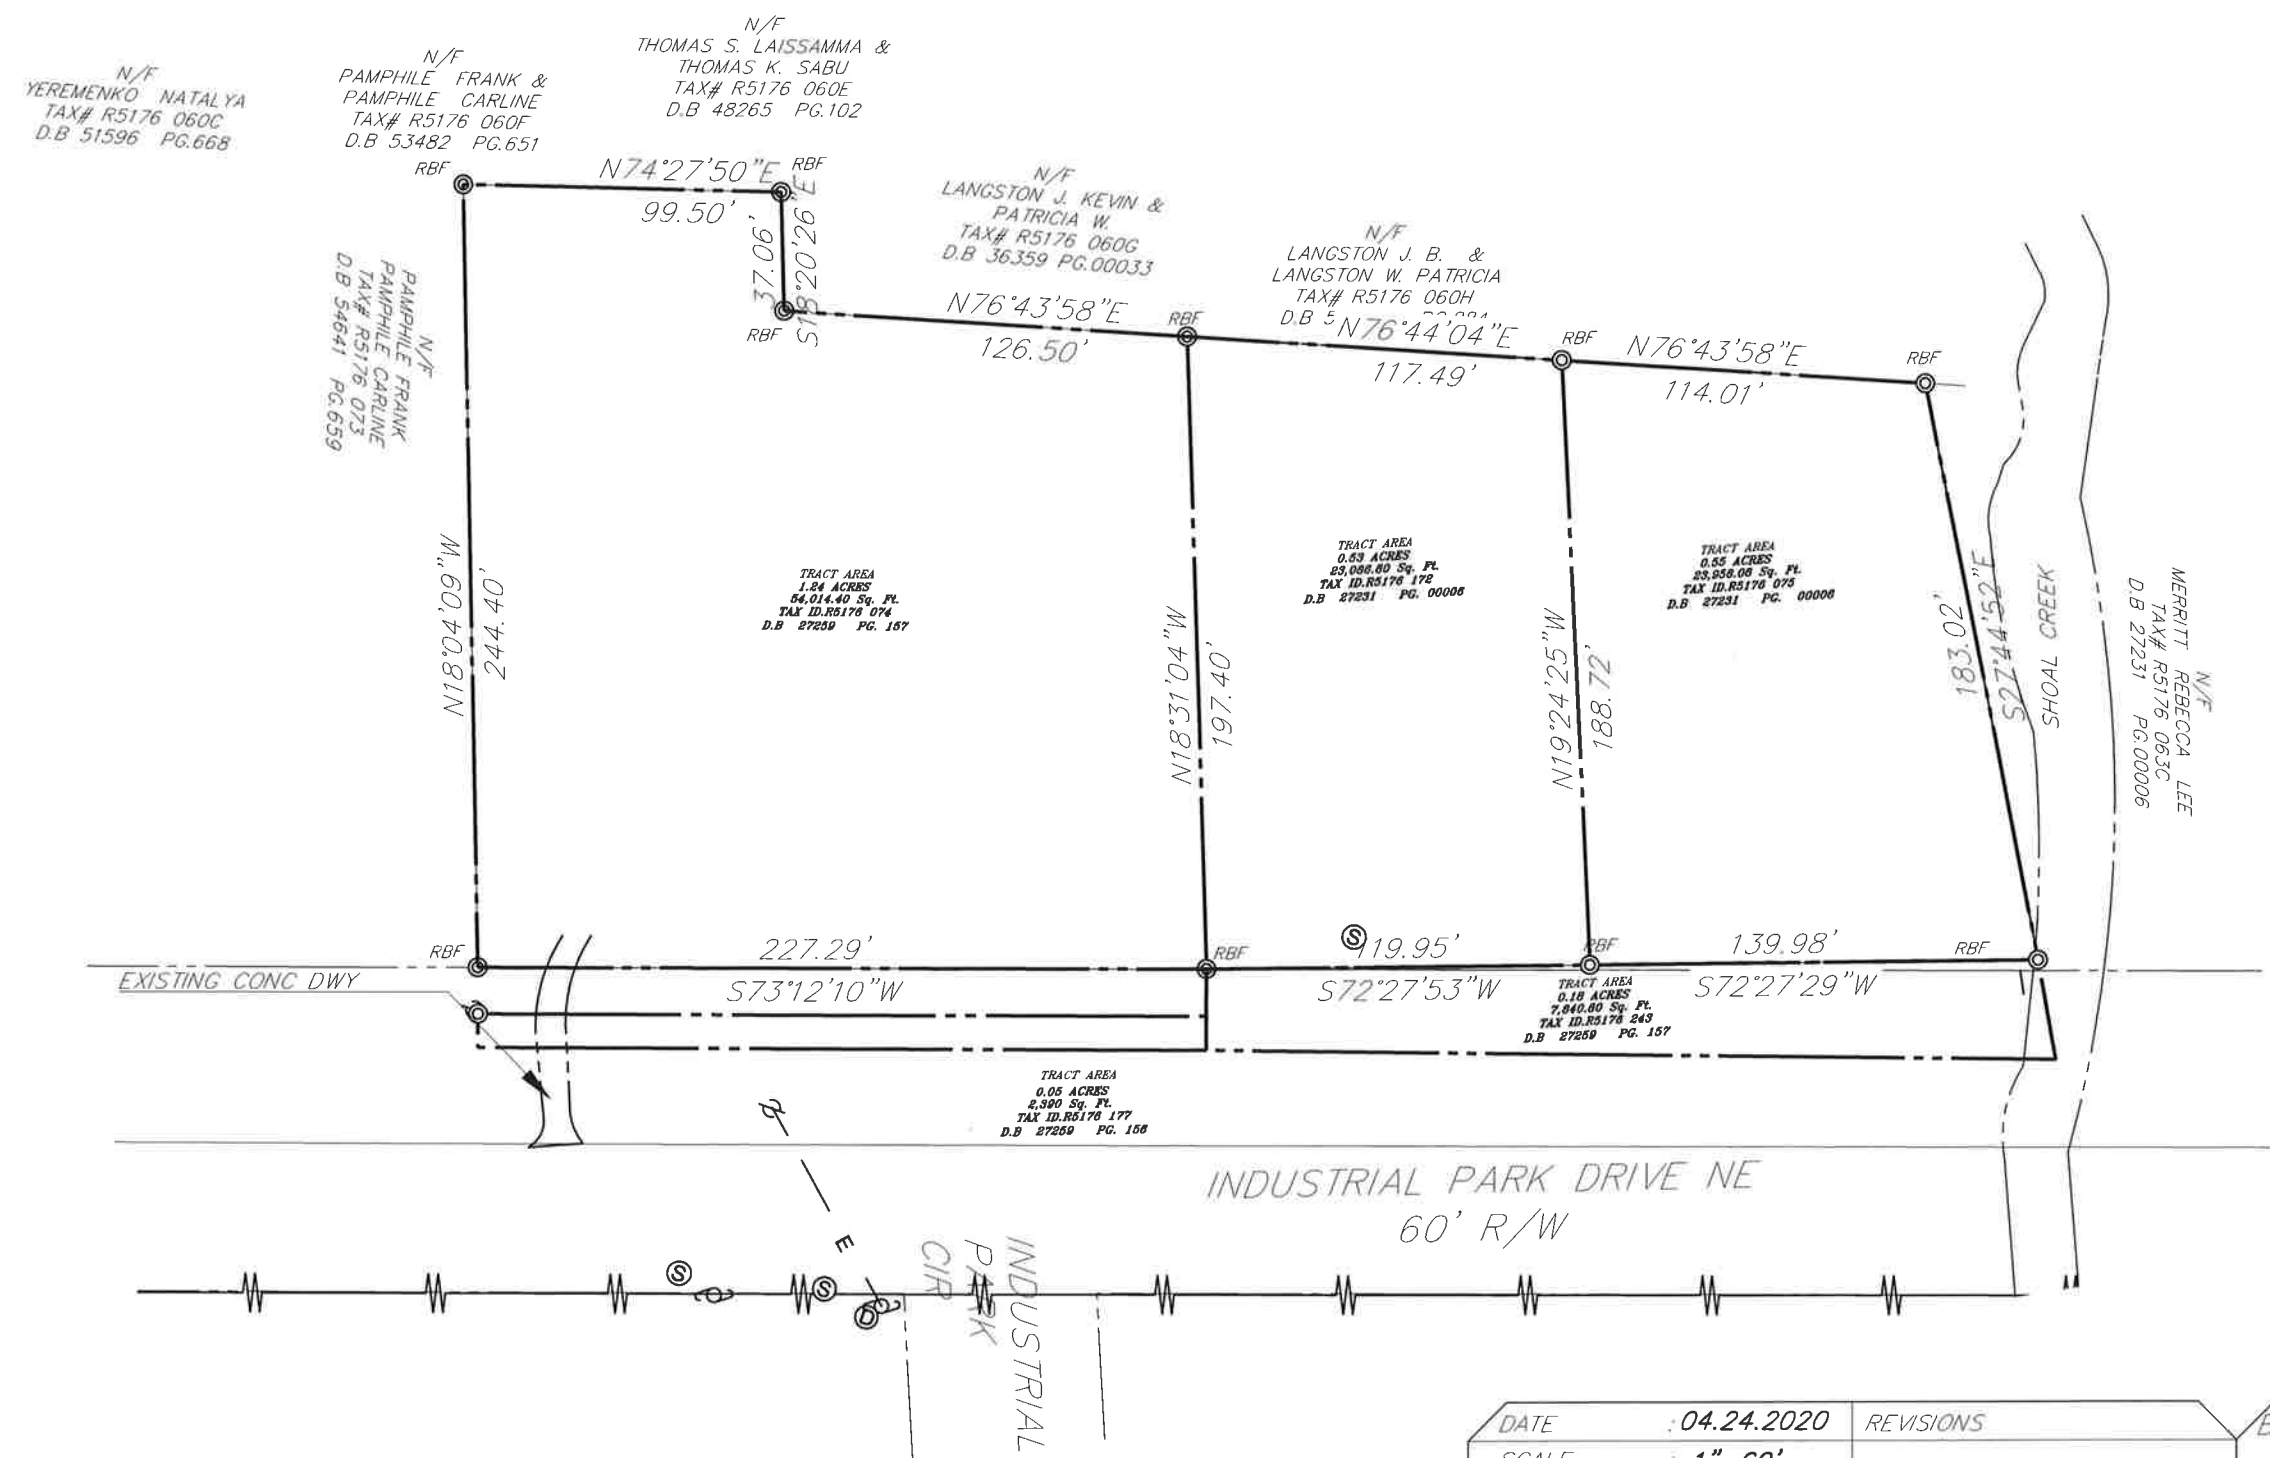 N/F
YEREMENKO NATALYA
TAX# R5176 060C
D.B 51596 PG.668
N/F
PAMPHILE FRANK &
PAMPHILE CARLINE
TAX# R5176 060F
D.B 53482 PG.651
N/F
THOMAS S. LAISSAMMA &
THOMAS K. SABU
TAX# R5176 060E
D.B 48265 PG.102
RBF
N74°27'50"E
RBF
99.50'
37.06'
S18°20'26"E
RBF
N/F
LANGSTON J. KEVIN &
PATRICIA W.
TAX# R5176 060G
D.B 36359 PG.00033
N76°43'58"E
126.50'
RBF
N/F
LANGSTON J. B. &
LANGSTON W. PATRICIA
TAX# R5176 060H
D.B 5
N76°44'04"E
117.49'
RBF
N76°43'58"E
114.01'
RBF
N/F
PAMPHILE FRANK
PAMPHILE CARLINE
TAX# R5176 073
D.B 54641 PG.659
N18°40'09"W
244.40'
TRACT AREA
1.24 ACRES
54,014.40 Sq. Ft.
TAX ID.R5176 074
D.B 27259 PG. 157
N18°31'04"W
197.40'
TRACT AREA
0.53 ACRES
23,086.80 Sq. Ft.
TAX ID.R5176 172
D.B 27231 PG. 00006
N19°24'25"W
188.72'
TRACT AREA
0.55 ACRES
23,958.06 Sq. Ft.
TAX ID.R5176 075
D.B 27231 PG. 00006
183.02'
S27°44'52"E
SHOAL CREEK
N/F
MERRITT REBECCA LEE
TAX# R5176 063C
D.B 27231 PG.00006
RBF
227.29'
S73°12'10"W
RBF
S
119.95'
S72°27'53"W
RBF
139.98'
S72°27'29"W
RBF
EXISTING CONC DWY
TRACT AREA
0.18 ACRES
7,840.80 Sq. Ft.
TAX ID.R5176 243
D.B 27259 PG. 157
TRACT AREA
0.05 ACRES
2,390 Sq. Ft.
TAX ID.R5176 177
D.B 27259 PG. 156
INDUSTRIAL PARK DRIVE NE
60' R/W
E
S
S
D
INDUSTRIAL
PARK
CIR
DATE : 04.24.2020
REVISIONS
SCALE : 1" 60'